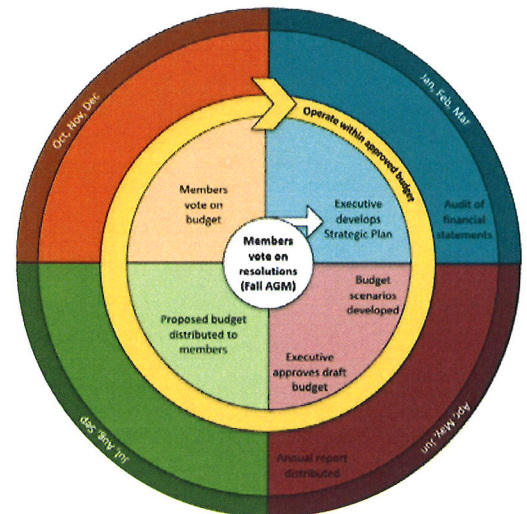 Oct, Nov, Dec
Jan, Feb, Mar
Operate within approved budget
Members
vote on
budget
Executive
develops
Strategic Plan
Audit of
financial
statements
Members
vote on
resolutions
(Fall AGM)
Budget
scenarios
developed
Proposed budget
distributed to
members
Executive
approves draft
budget
Jul, Aug, Sep
Apr, May, Jun
Annual report
distributed